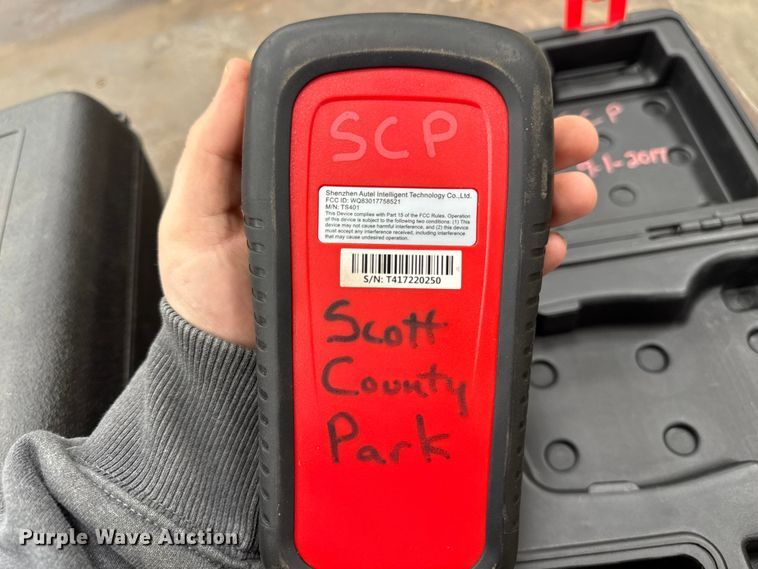 SCP
Shenzhen Autel Intelligent Technology Co.,Ltd.
FCC ID: WQ83017758521
M/N: TS401
This Device complies with Part 15 of the FCC Rules. Operation
of this device is subject to the following two conditions: (1) This
device may not cause harmful interference, and (2) this device
must accept any interference received, including interference
that may cause undesired operation.
S/N: T417220250
Scott
County
Park
CP
1-2017
Purple Wave Auction